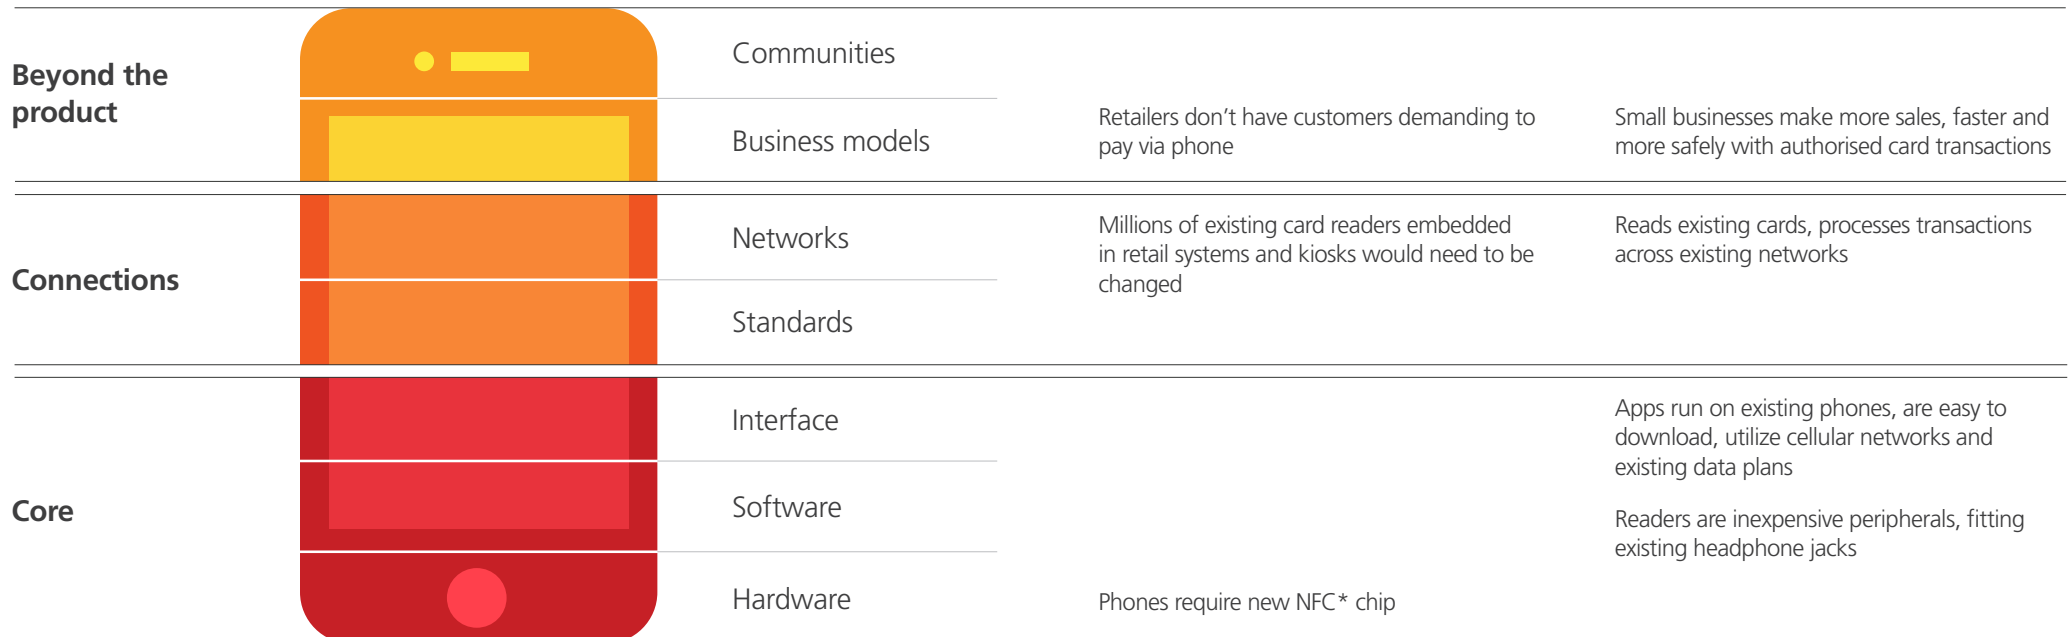 Beyond the
product
Communities
Business models
Retailers don’t have customers demanding to
pay via phone
Small businesses make more sales, faster and
more safely with authorised card transactions
Connections
Networks
Standards
Millions of existing card readers embedded
in retail systems and kiosks would need to be
changed
Reads existing cards, processes transactions
across existing networks
Core
Interface
Software
Hardware
Phones require new NFC* chip
Apps run on existing phones, are easy to
download, utilize cellular networks and
existing data plans
Readers are inexpensive peripherals, fitting
existing headphone jacks